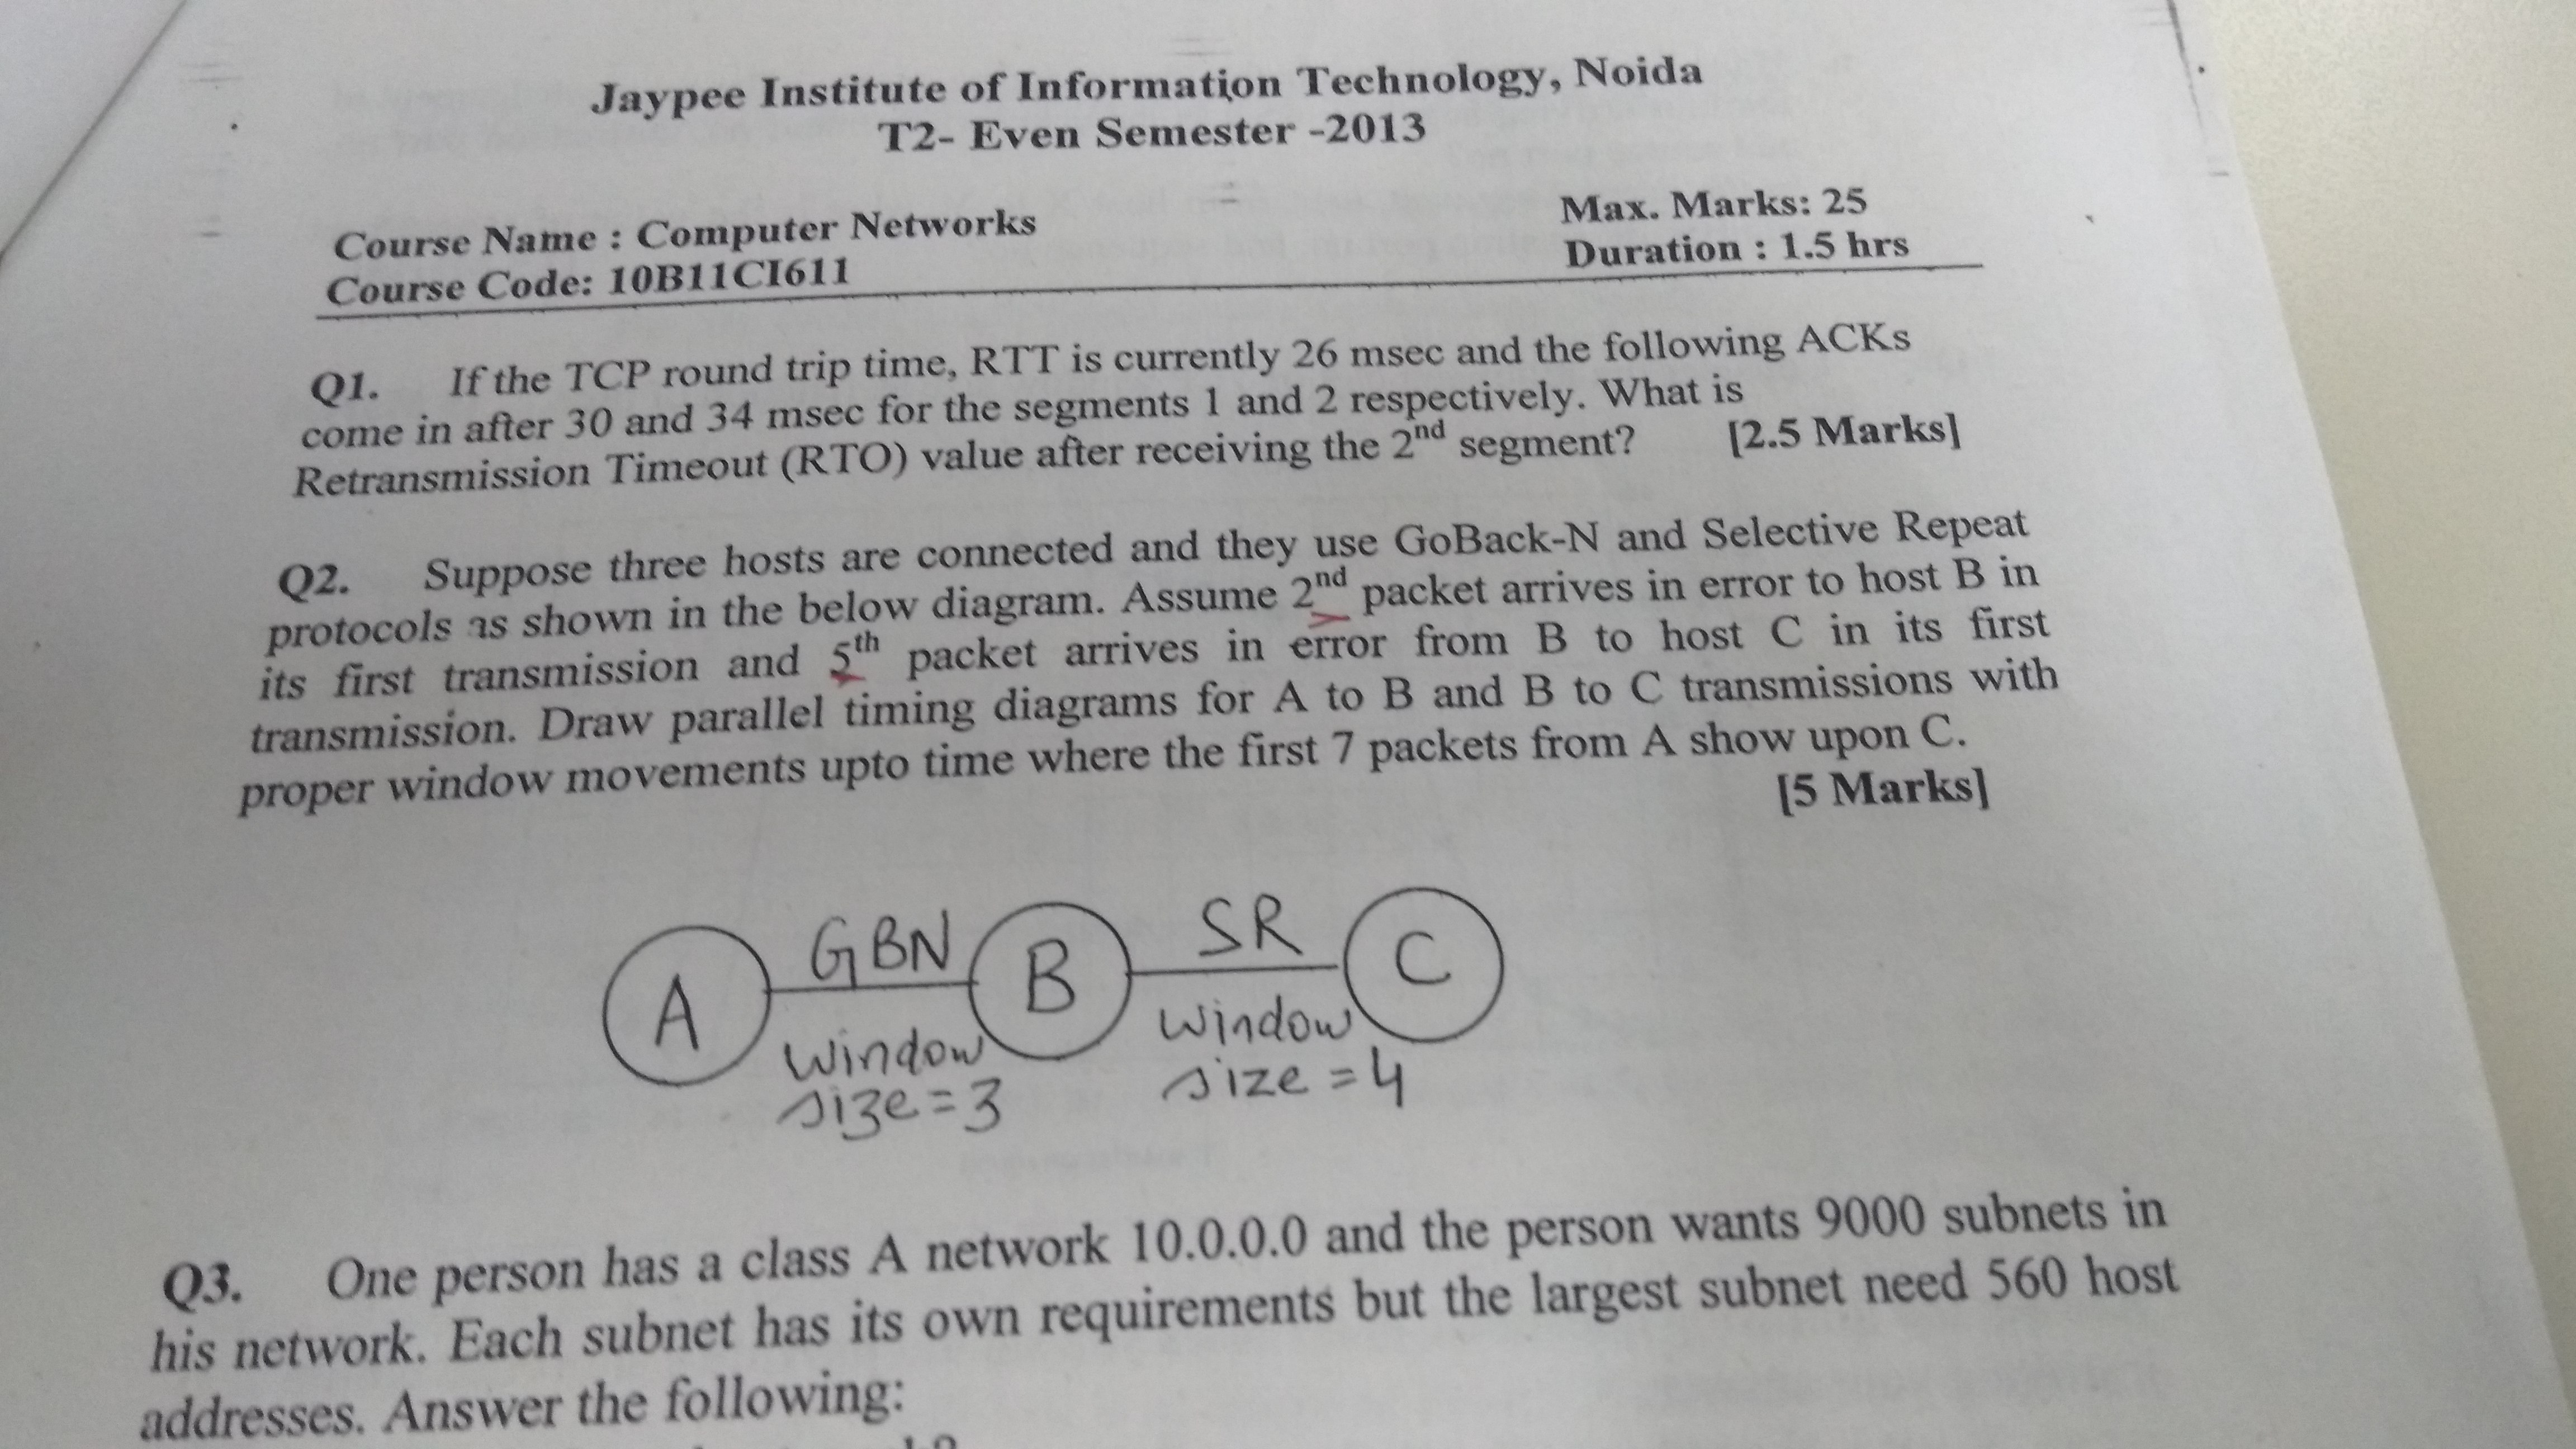 Jaypee Institute of Information Technology, Noida
T2- Even Semester -2013
Course Name : Computer Networks
Max. Marks: 25
Course Code: 10B11CI611
Duration : 1.5 hrs
Q1. If the TCP round trip time, RTT is currently 26 msec and the following ACKs
come in after 30 and 34 msec for the segments 1 and 2 respectively. What is
Retransmission Timeout (RTO) value after receiving the 2nd segment? [2.5 Marks]
Q2. Suppose three hosts are connected and they use GoBack-N and Selective Repeat
protocols as shown in the below diagram. Assume 2nd packet arrives in error to host B in
its first transmission and 5th packet arrives in error from B to host C in its first
transmission. Draw parallel timing diagrams for A to B and B to C transmissions with
proper window movements upto time where the first 7 packets from A show upon C.
[5 Marks]
A GBN B SR C
window size=3
window size=4
Q3. One person has a class A network 10.0.0.0 and the person wants 9000 subnets in
his network. Each subnet has its own requirements but the largest subnet need 560 host
addresses. Answer the following: